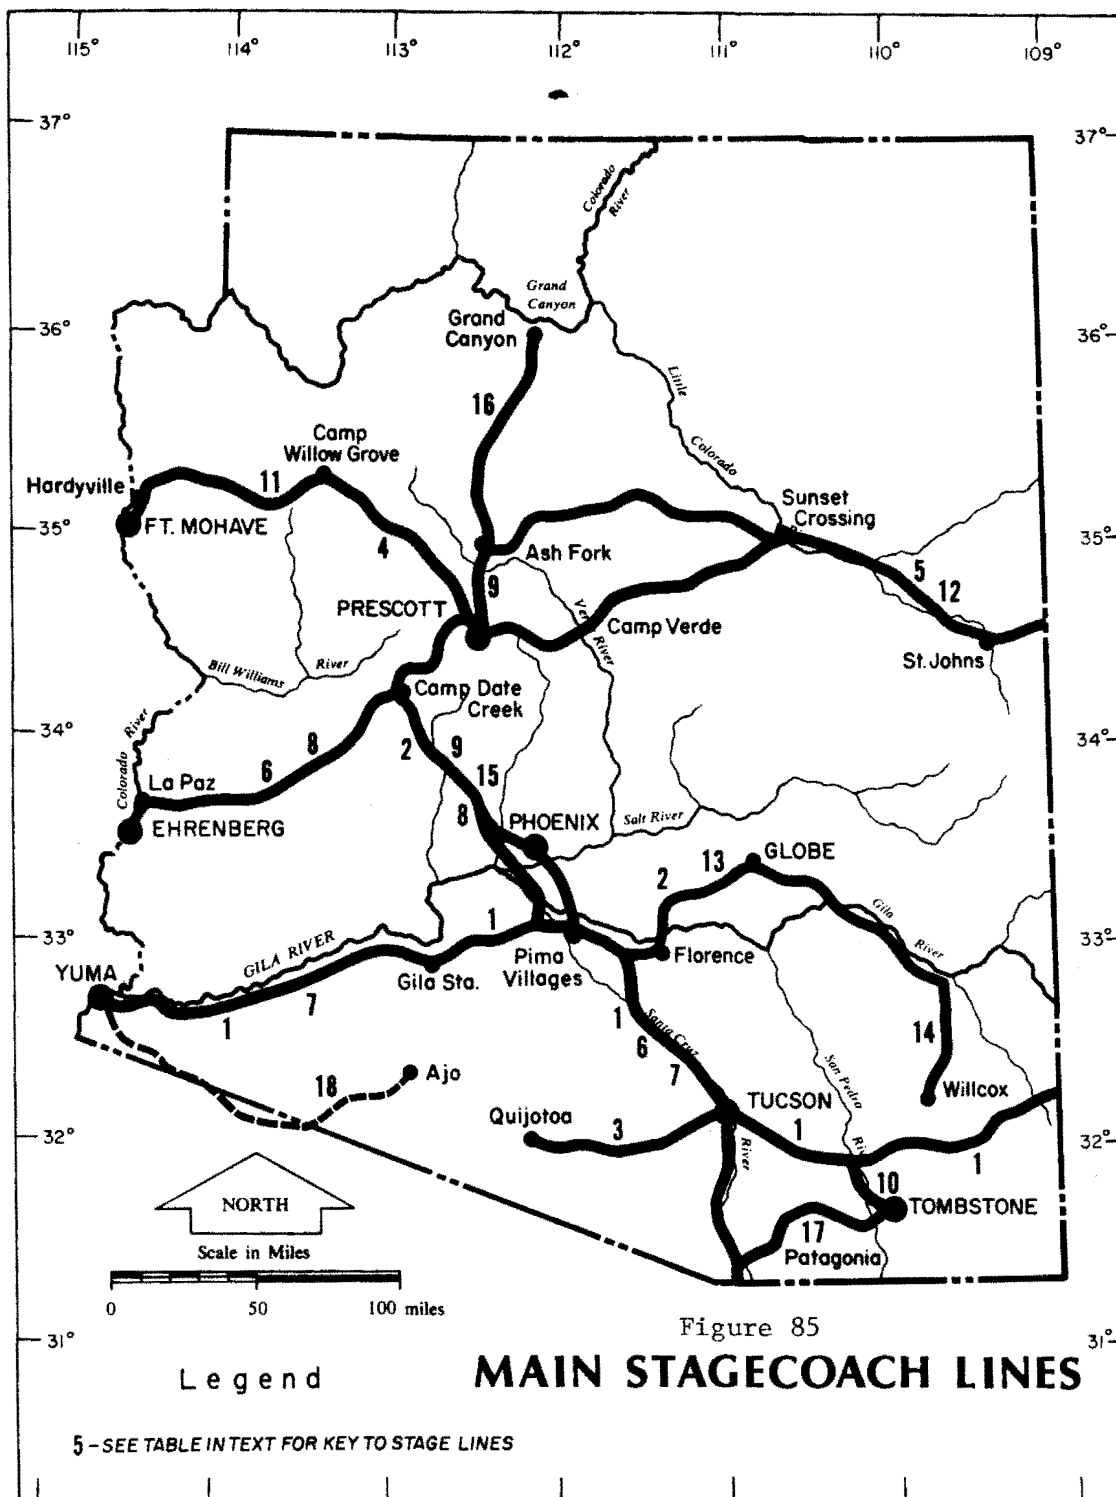 115° 114° 113° 112° 111° 110° 109°
37° 37°
Colorado
River
Grand
Canyon
36° 36°
Grand
Canyon
Little
16
Camp
Willow Grove
Colorado
Hardyville
11
Sunset
Crossing
FT. MOHAVE
35° 35°
4
Ash Fork
5
12
9
PRESCOTT
River
Camp Verde
St. Johns
Bill Williams River
Camp Date
Creek
Colorado River
34° 34°
8
2
9
6
15
La Paz
8
Salt River
EHRENBERG
PHOENIX
GLOBE
13
2
Gila
River
1
33° 33°
GILA RIVER
Pima
Villages
Florence
YUMA
Gila Sta.
7
1
1
6
Santa Cruz
7
14
San Pedro
18
Ajo
Willcox
TUCSON
Quijotoa
3
1
32° 32°
River
1
10
TOMBSTONE
17
Patagonia
NORTH
Scale in Miles
0 50 100 miles
31° 31°
Figure 85
MAIN STAGECOACH LINES
Legend
5 - SEE TABLE IN TEXT FOR KEY TO STAGE LINES